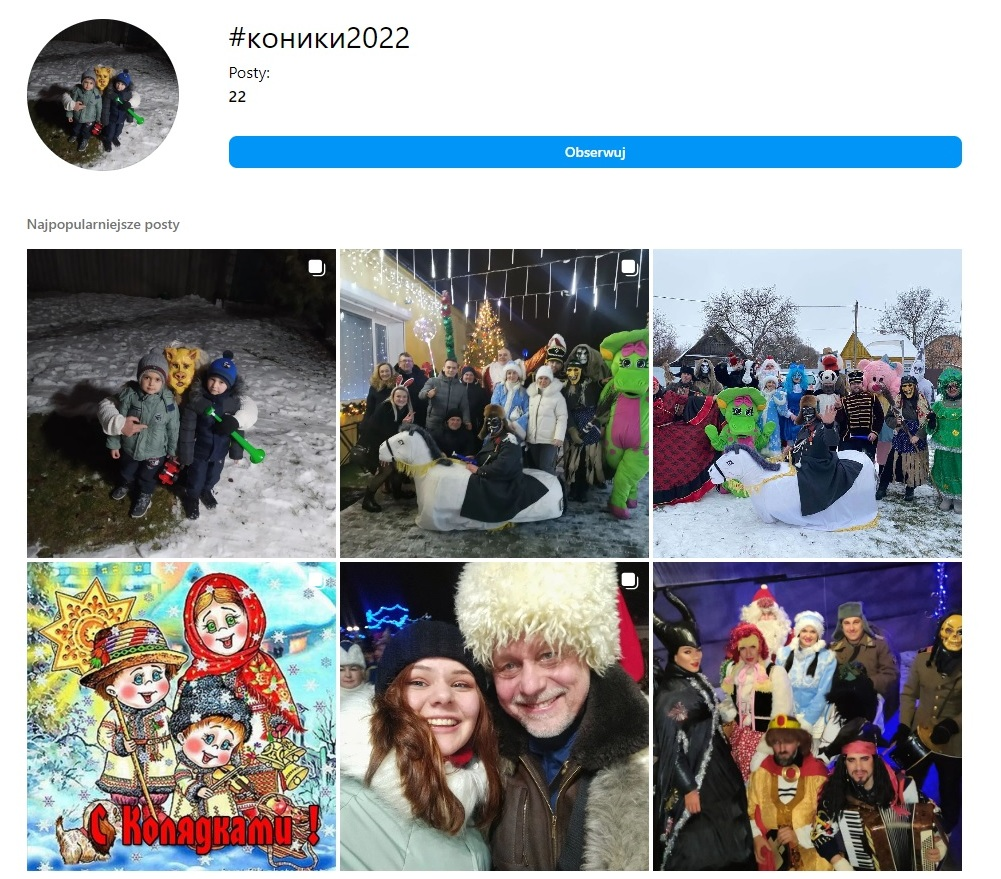 #коники2022
Posty:
22
Obserwuj
Najpopularniejsze posty
С Колядками !